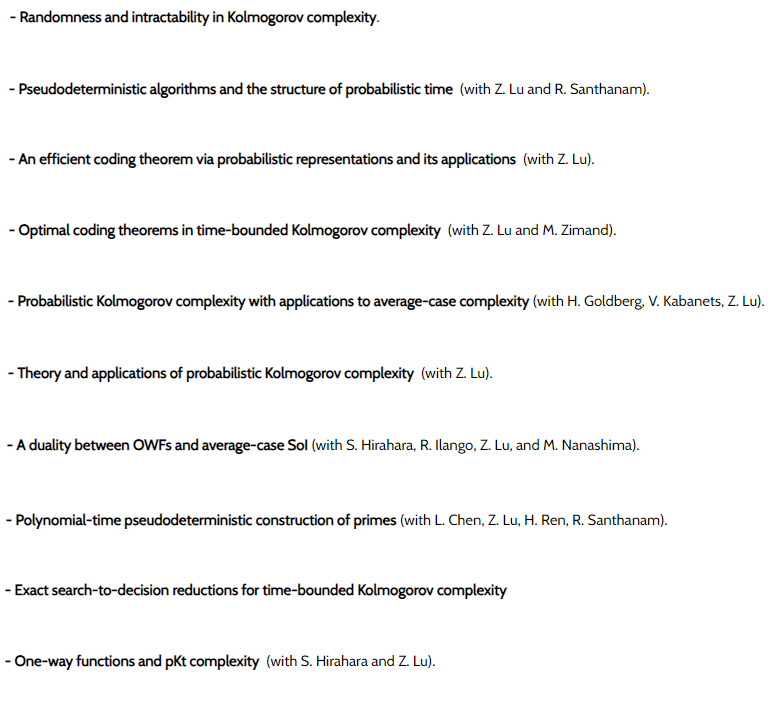 - Randomness and intractability in Kolmogorov complexity.
- Pseudodeterministic algorithms and the structure of probabilistic time (with Z. Lu and R. Santhanam).
- An efficient coding theorem via probabilistic representations and its applications (with Z. Lu).
- Optimal coding theorems in time-bounded Kolmogorov complexity (with Z. Lu and M. Zimand).
- Probabilistic Kolmogorov complexity with applications to average-case complexity (with H. Goldberg, V. Kabanets, Z. Lu).
- Theory and applications of probabilistic Kolmogorov complexity (with Z. Lu).
- A duality between OWFs and average-case SoI (with S. Hirahara, R. Ilango, Z. Lu, and M. Nanashima).
- Polynomial-time pseudodeterministic construction of primes (with L. Chen, Z. Lu, H. Ren, R. Santhanam).
- Exact search-to-decision reductions for time-bounded Kolmogorov complexity
- One-way functions and pKt complexity (with S. Hirahara and Z. Lu).